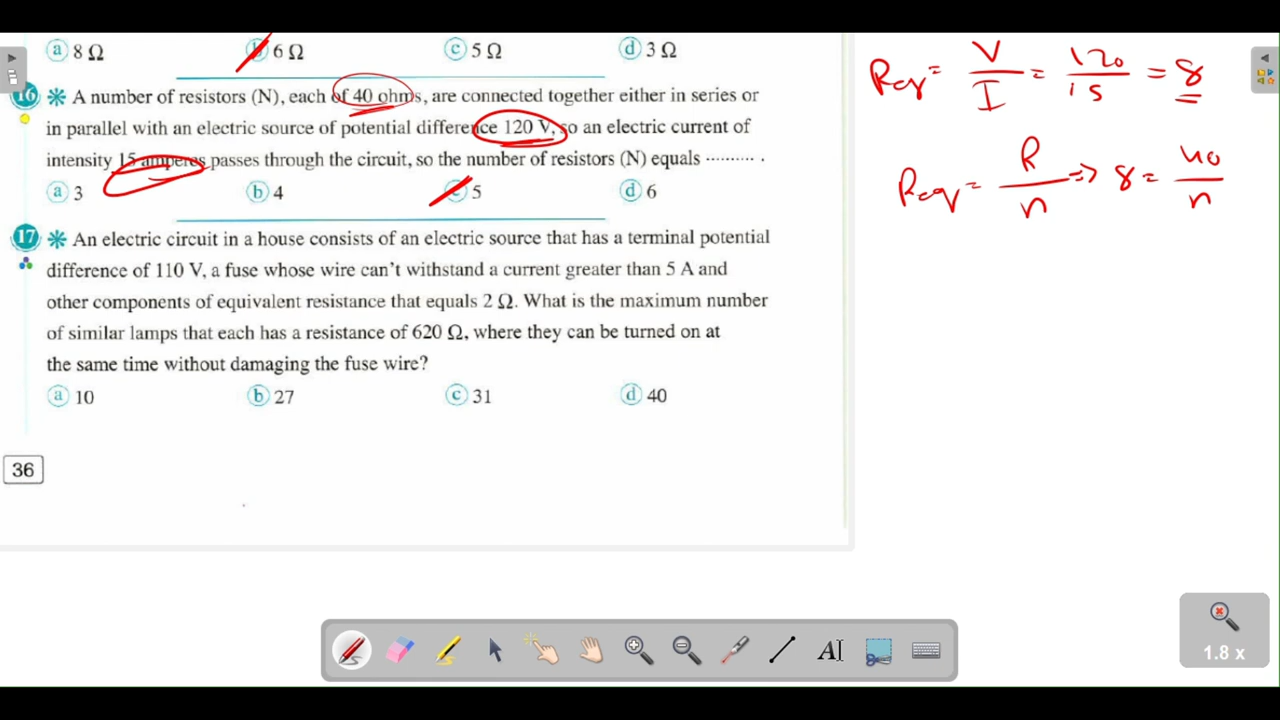 a 8 Ω b 6 Ω c 5 Ω d 3 Ω
16 * A number of resistors (N), each of 40 ohms, are connected together either in series or
in parallel with an electric source of potential difference 120 V, so an electric current of
intensity 15 amperes passes through the circuit, so the number of resistors (N) equals .......... .
a 3 b 4 c 5 d 6
17 * An electric circuit in a house consists of an electric source that has a terminal potential
difference of 110 V, a fuse whose wire can't withstand a current greater than 5 A and
other components of equivalent resistance that equals 2 Ω. What is the maximum number
of similar lamps that each has a resistance of 620 Ω, where they can be turned on at
the same time without damaging the fuse wire?
a 10 b 27 c 31 d 40
36
Req = V/I = 120/15 = 8
Req = R/n => 8 = 40/n
AI
1.8 x